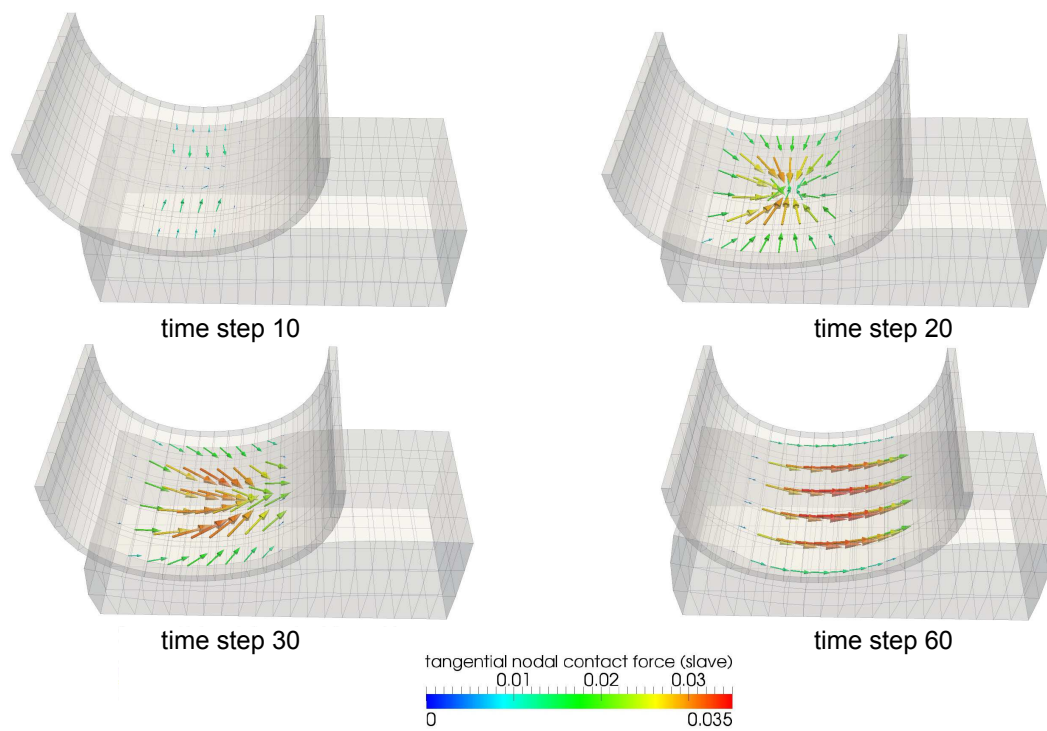 time step 10
time step 20
time step 30
time step 60
tangential nodal contact force (slave)
0.01 0.02 0.03
0 0.035